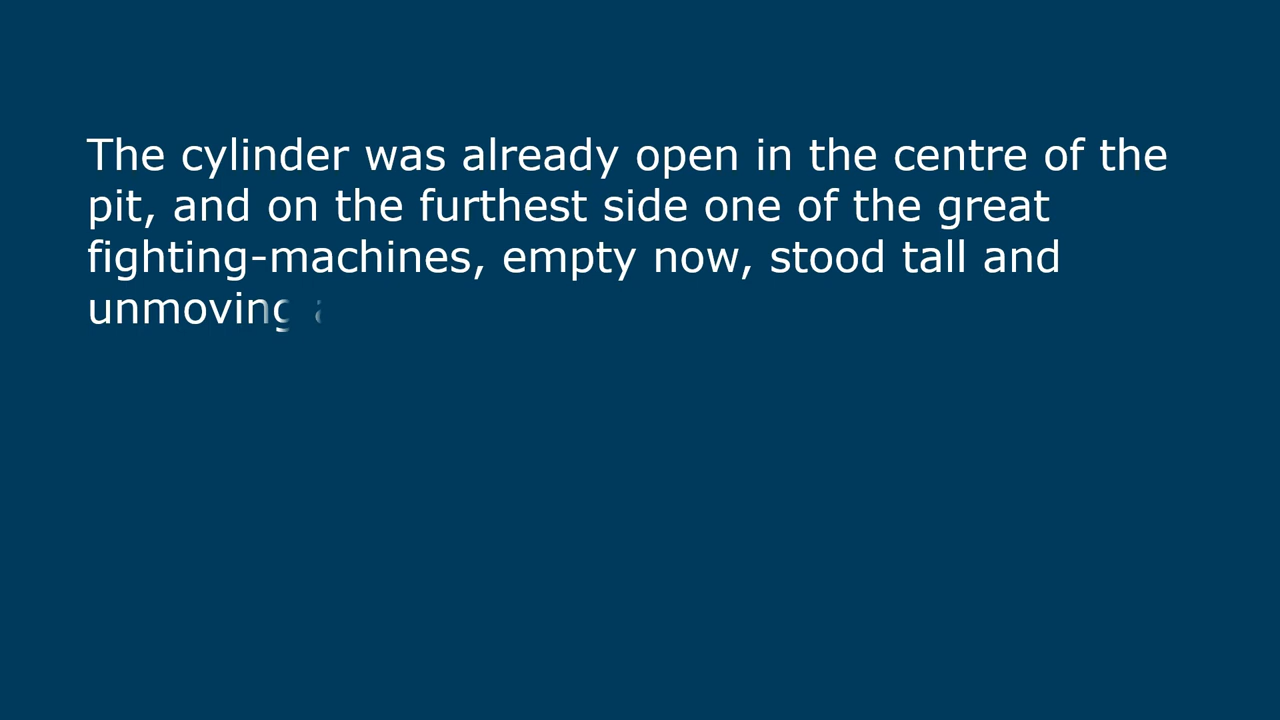 The cylinder was already open in the centre of the
pit, and on the furthest side one of the great
fighting-machines, empty now, stood tall and
unmoving